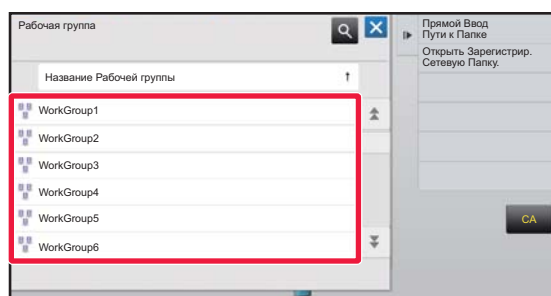 Рабочая группа
Название Рабочей группы
WorkGroup1
WorkGroup2
WorkGroup3
WorkGroup4
WorkGroup5
WorkGroup6
Прямой Ввод
Пути к Папке
Открыть Зарегистрир.
Сетевую Папку.
CA